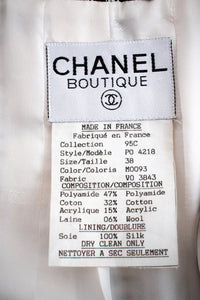 CHANEL
BOUTIQUE
MADE IN FRANCE
Fabriqué en France
Collection 95C
Style/Modèle PO 4218
Size/Taille 38
Color/Coloris M0093
Fabric VO 3843
COMPOSITION/COMPOSITION
Polyamide 47% Polyamide
Coton 32% Cotton
Acrylique 15% Acrylic
Laine 06% Wool
LINING/DOUBLURE
Soie 100% Silk
DRY CLEAN ONLY
NETTOYER A SEC SEULEMENT